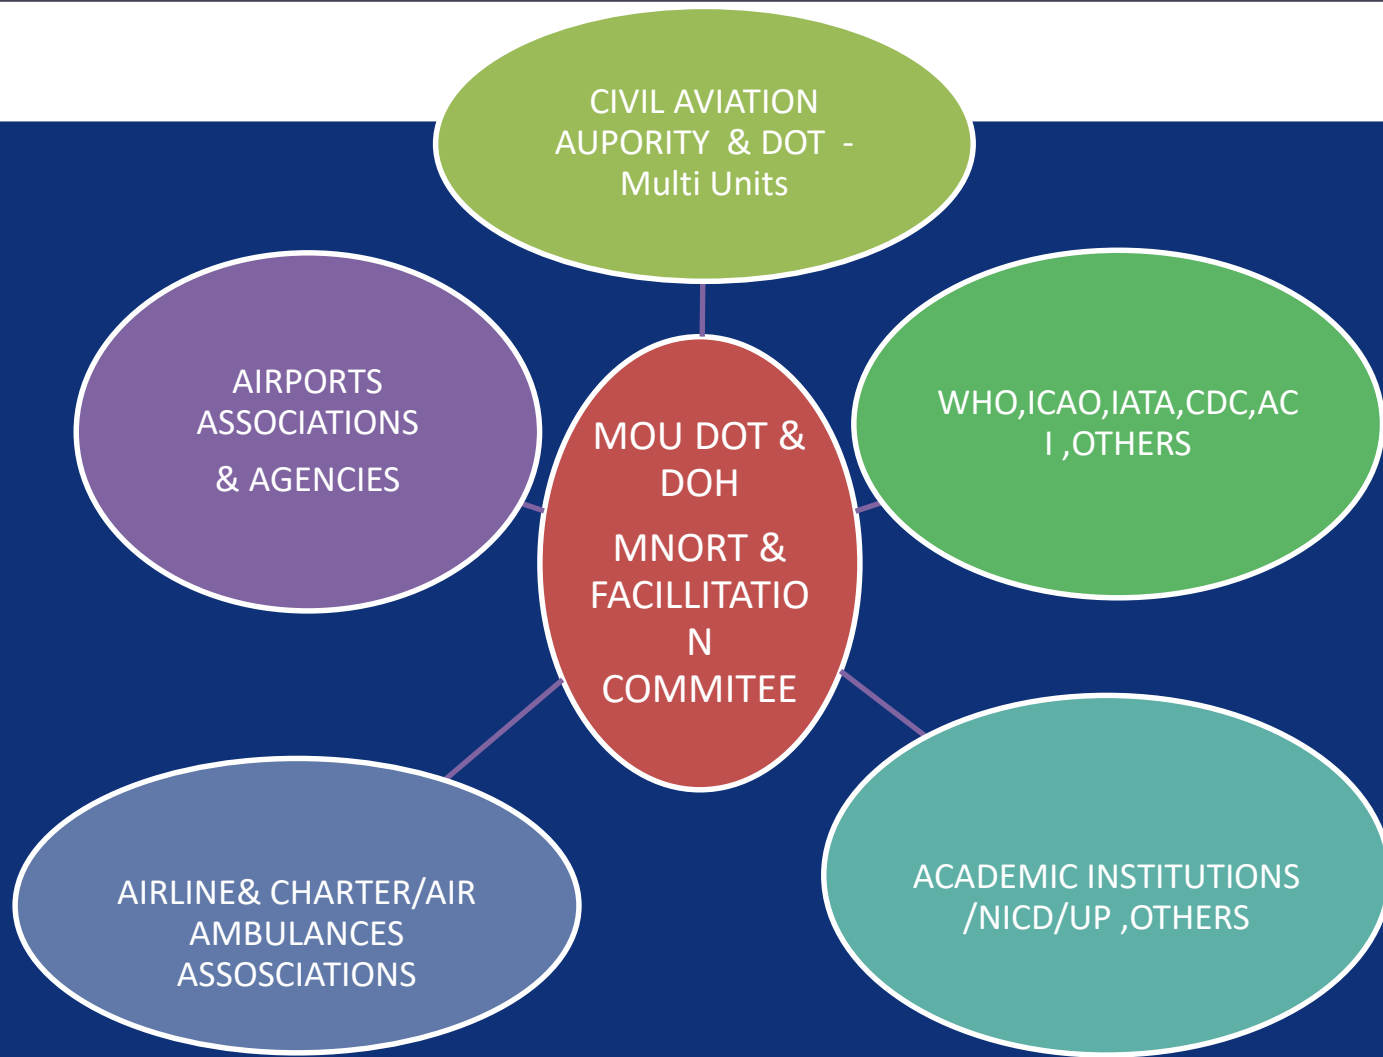 CIVIL AVIATION
AUPORITY & DOT -
Multi Units
AIRPORTS
ASSOCIATIONS
& AGENCIES
WHO,ICAO,IATA,CDC,AC
I ,OTHERS
MOU DOT &
DOH
MNORT &
FACILLITATIO
N
COMMITEE
AIRLINE& CHARTER/AIR
AMBULANCES
ASSOSCIATIONS
ACADEMIC INSTITUTIONS
/NICD/UP ,OTHERS